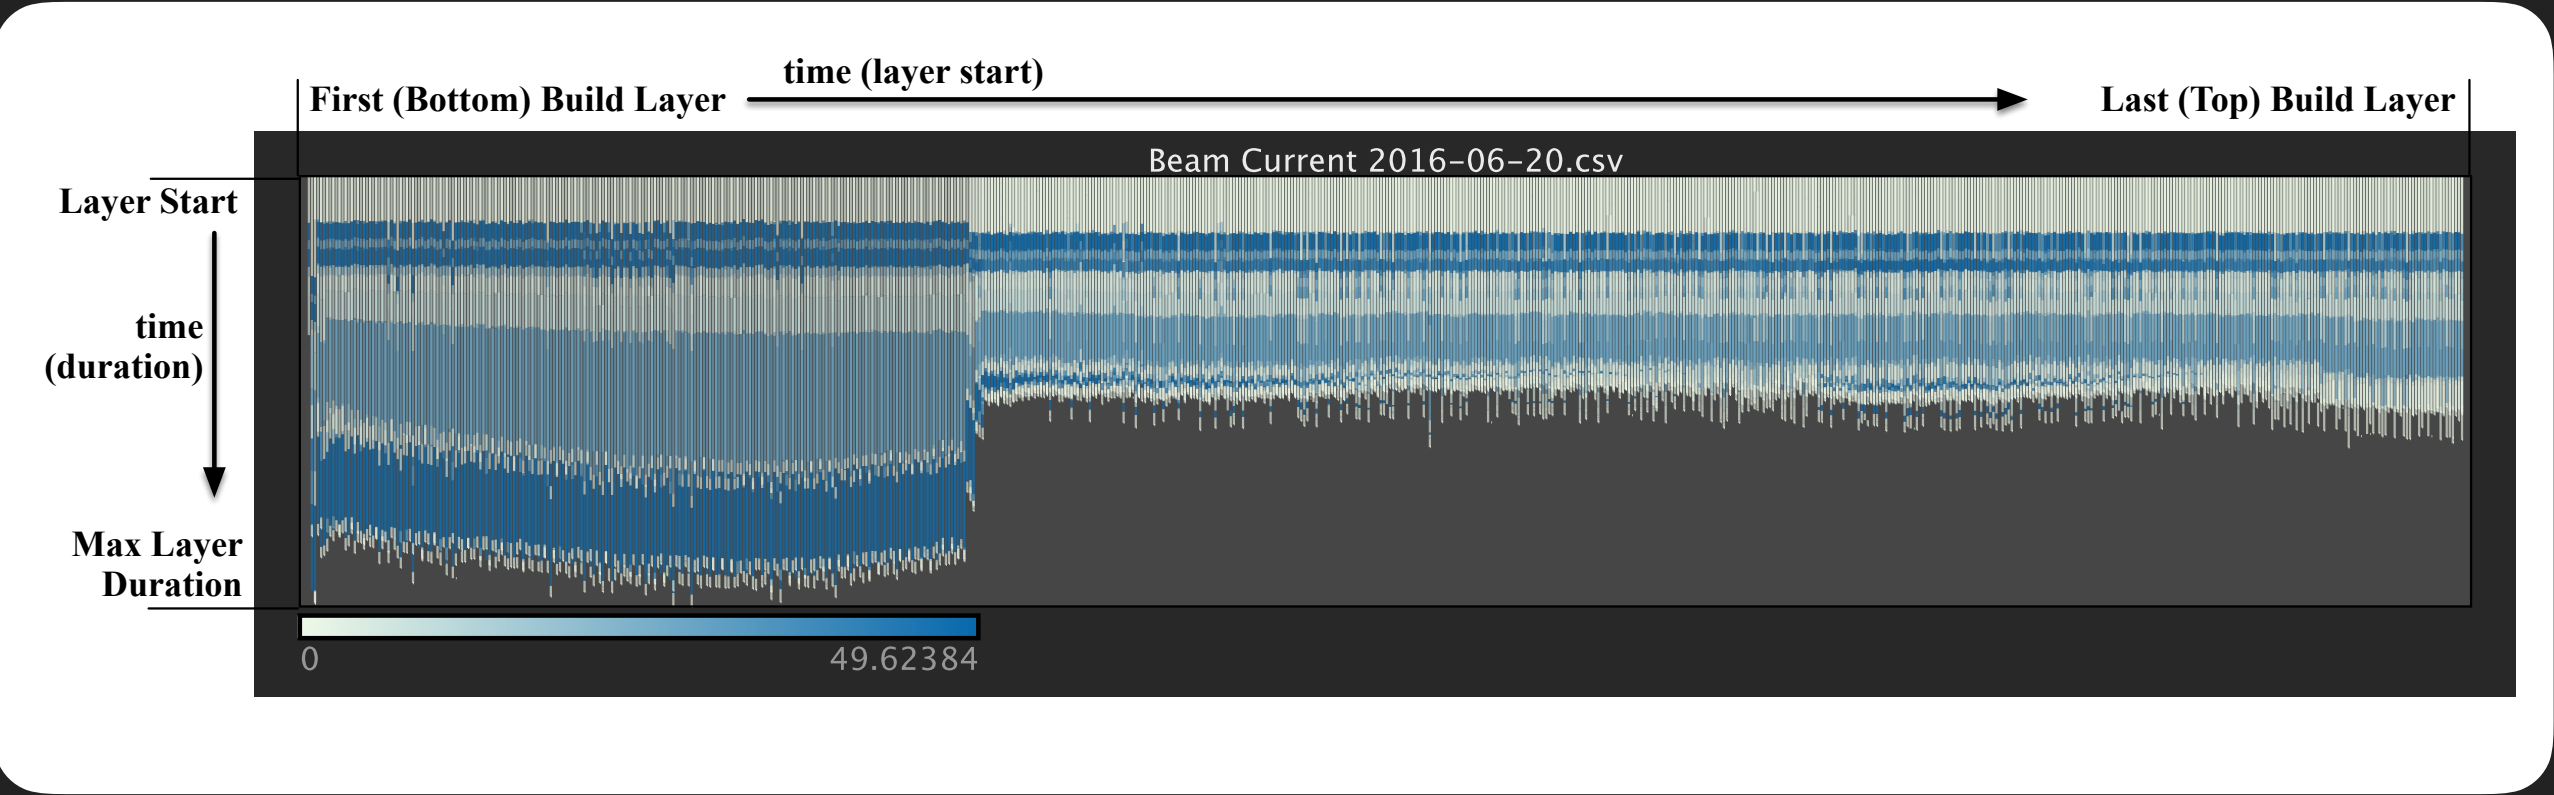 time (layer start)
First (Bottom) Build Layer
Last (Top) Build Layer
Beam Current 2016-06-20.csv
Layer Start
time
(duration)
Max Layer
Duration
0
49.62384